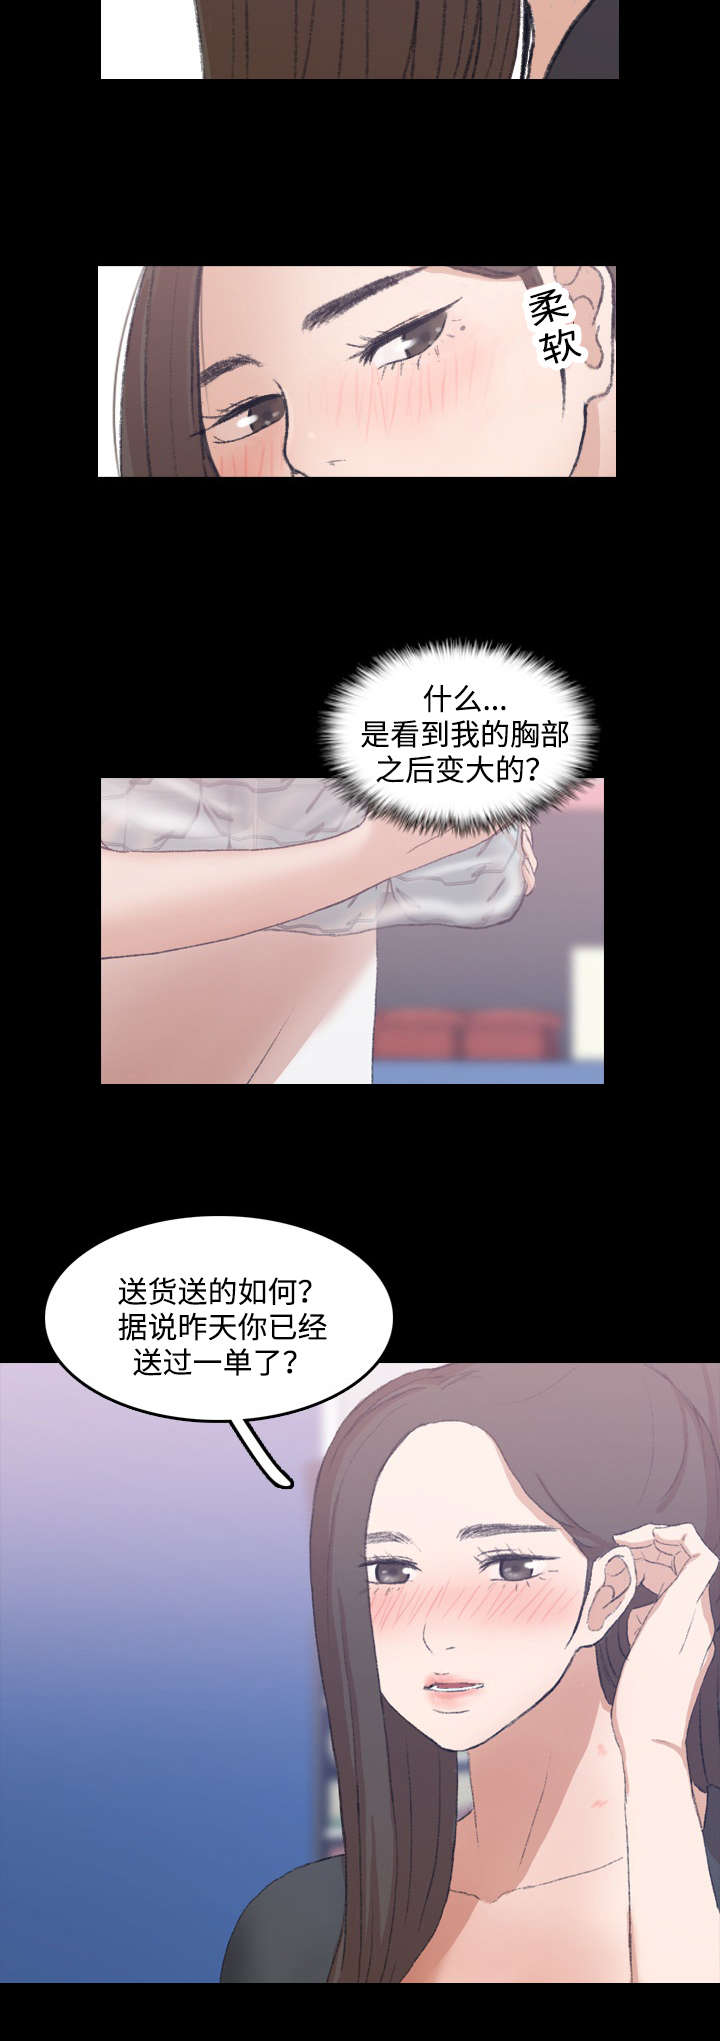 柔
软
什么...
是看到我的胸部
之后变大的？
送货送的如何？
据说昨天你已经
送过一单了？